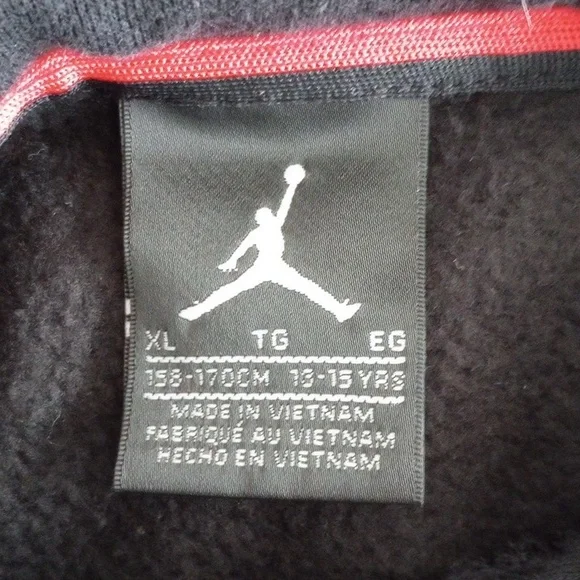 XL TG EG
158-170CM 13-15 YRS
MADE IN VIETNAM
FABRIQUÉ AU VIETNAM
HECHO EN VIETNAM